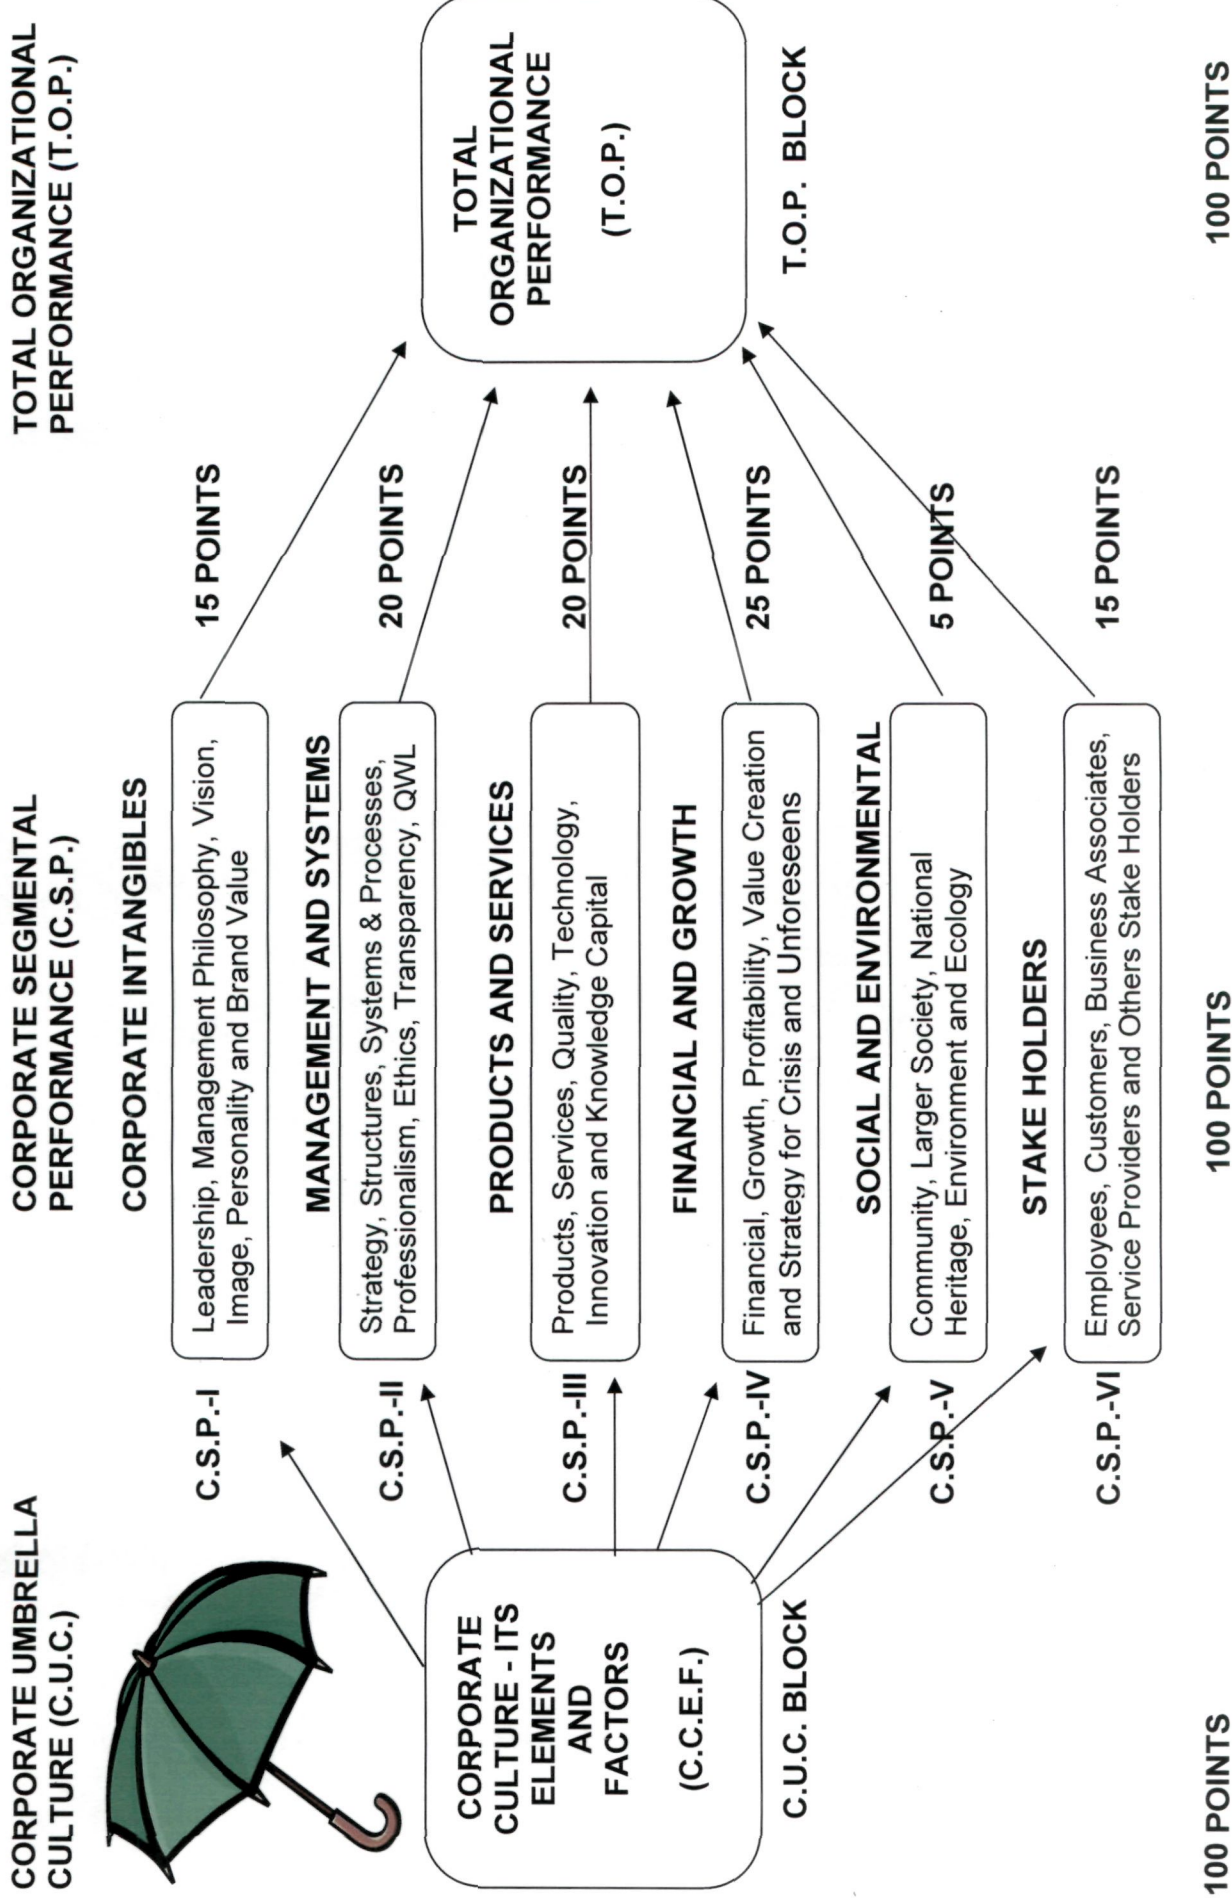 CORPORATE UMBRELLA
CULTURE (C.U.C.)
CORPORATE
CULTURE - ITS
ELEMENTS
AND
FACTORS
(C.C.E.F.)
C.U.C. BLOCK
100 POINTS
CORPORATE SEGMENTAL
PERFORMANCE (C.S.P.)
CORPORATE INTANGIBLES
C.S.P.-I
Leadership, Management Philosophy, Vision,
Image, Personality and Brand Value
15 POINTS
MANAGEMENT AND SYSTEMS
C.S.P.-II
Strategy, Structures, Systems & Processes,
Professionalism, Ethics, Transparency, QWL
20 POINTS
PRODUCTS AND SERVICES
C.S.P.-III
Products, Services, Quality, Technology,
Innovation and Knowledge Capital
20 POINTS
FINANCIAL AND GROWTH
C.S.P.-IV
Financial, Growth, Profitability, Value Creation
and Strategy for Crisis and Unforeseens
25 POINTS
SOCIAL AND ENVIRONMENTAL
C.S.P.-V
Community, Larger Society, National
Heritage, Environment and Ecology
5 POINTS
STAKE HOLDERS
C.S.P.-VI
Employees, Customers, Business Associates,
Service Providers and Others Stake Holders
15 POINTS
100 POINTS
TOTAL ORGANIZATIONAL
PERFORMANCE (T.O.P.)
TOTAL
ORGANIZATIONAL
PERFORMANCE
(T.O.P.)
T.O.P. BLOCK
100 POINTS